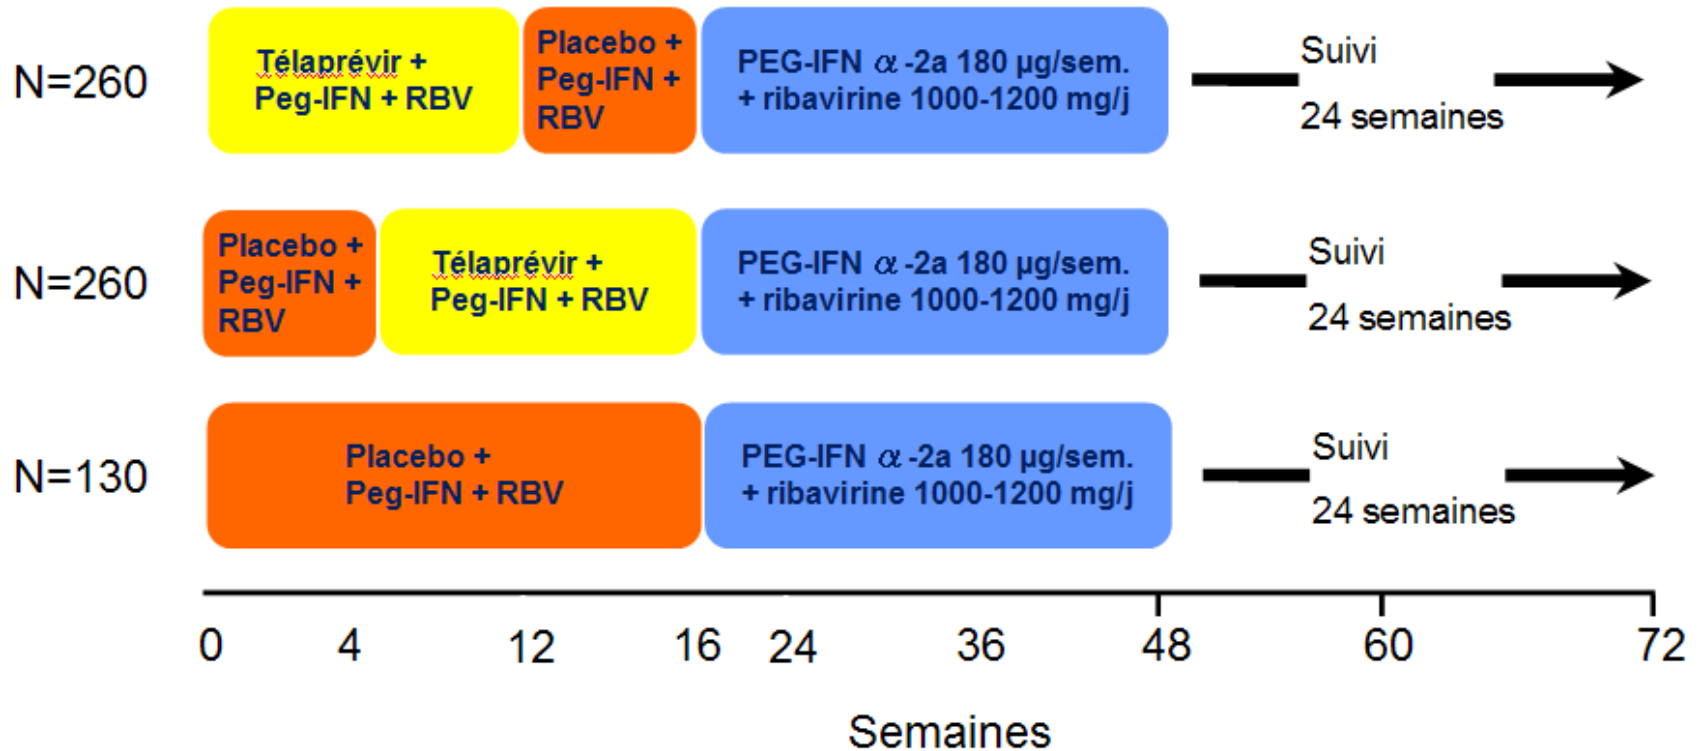 N=260
Télaprévir +
Peg-IFN + RBV
Placebo +
Peg-IFN +
RBV
PEG-IFN α -2a 180 µg/sem.
+ ribavirine 1000-1200 mg/j
Suivi
24 semaines
N=260
Placebo +
Peg-IFN +
RBV
Télaprévir +
Peg-IFN + RBV
PEG-IFN α -2a 180 µg/sem.
+ ribavirine 1000-1200 mg/j
Suivi
24 semaines
N=130
Placebo +
Peg-IFN + RBV
PEG-IFN α -2a 180 µg/sem.
+ ribavirine 1000-1200 mg/j
Suivi
24 semaines
0 4 12 16 24 36 48 60 72
Semaines